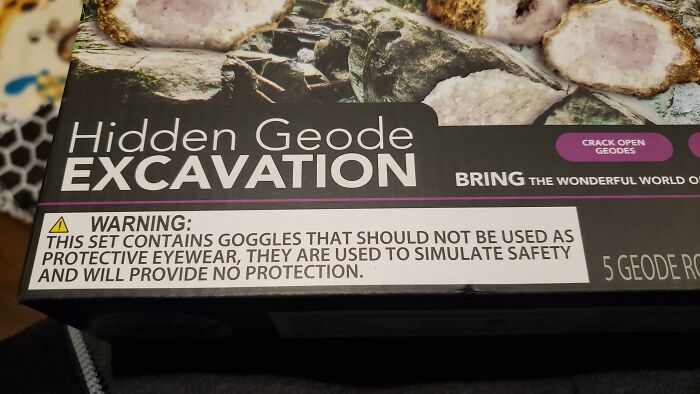 Hidden Geode
EXCAVATION
CRACK OPEN
GEODES
BRING THE WONDERFUL WORLD
WARNING:
THIS SET CONTAINS GOGGLES THAT SHOULD NOT BE USED AS
PROTECTIVE EYEWEAR, THEY ARE USED TO SIMULATE SAFETY
AND WILL PROVIDE NO PROTECTION.
5 GEODE